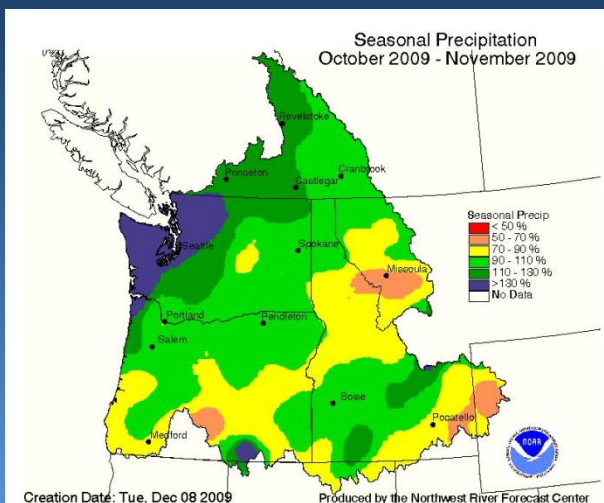 Seasonal Precipitation
October 2009 - November 2009
Revelstoke
Princeton
Castlegar
Cranbrook
Seattle
Spokane
Missoula
Portland
Pendleton
Salem
Boise
Pocatello
Medford
Seasonal Precip
< 50 %
50 - 70 %
70 - 90 %
90 - 110 %
110 - 130 %
>130 %
No Data
NOAA
Creation Date: Tue, Dec 08 2009
Produced by the Northwest River Forecast Center